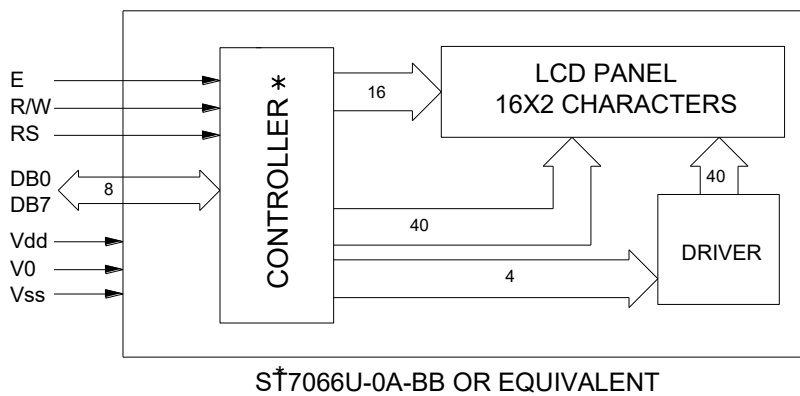 E
R/W
RS
DB0
DB7
8
Vdd
V0
Vss
CONTROLLER *
16
LCD PANEL
16X2 CHARACTERS
40
40
4
DRIVER
*
ST7066U-0A-BB OR EQUIVALENT